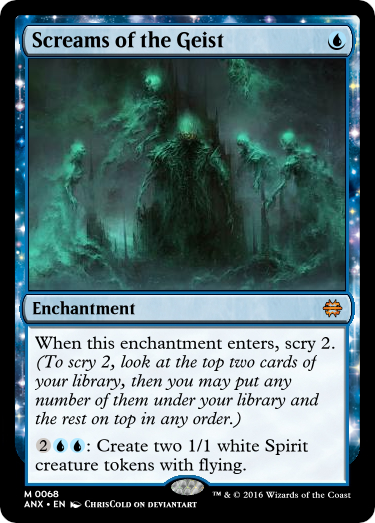 Screams of the Geist
Enchantment
When this enchantment enters, scry 2.
(To scry 2, look at the top two cards of
your library, then you may put any
number of them under your library and
the rest on top in any order.)
2: Create two 1/1 white Spirit
creature tokens with flying.
M 0068
ANX • EN ChrisCold on deviantart
™ & © 2016 Wizards of the Coast